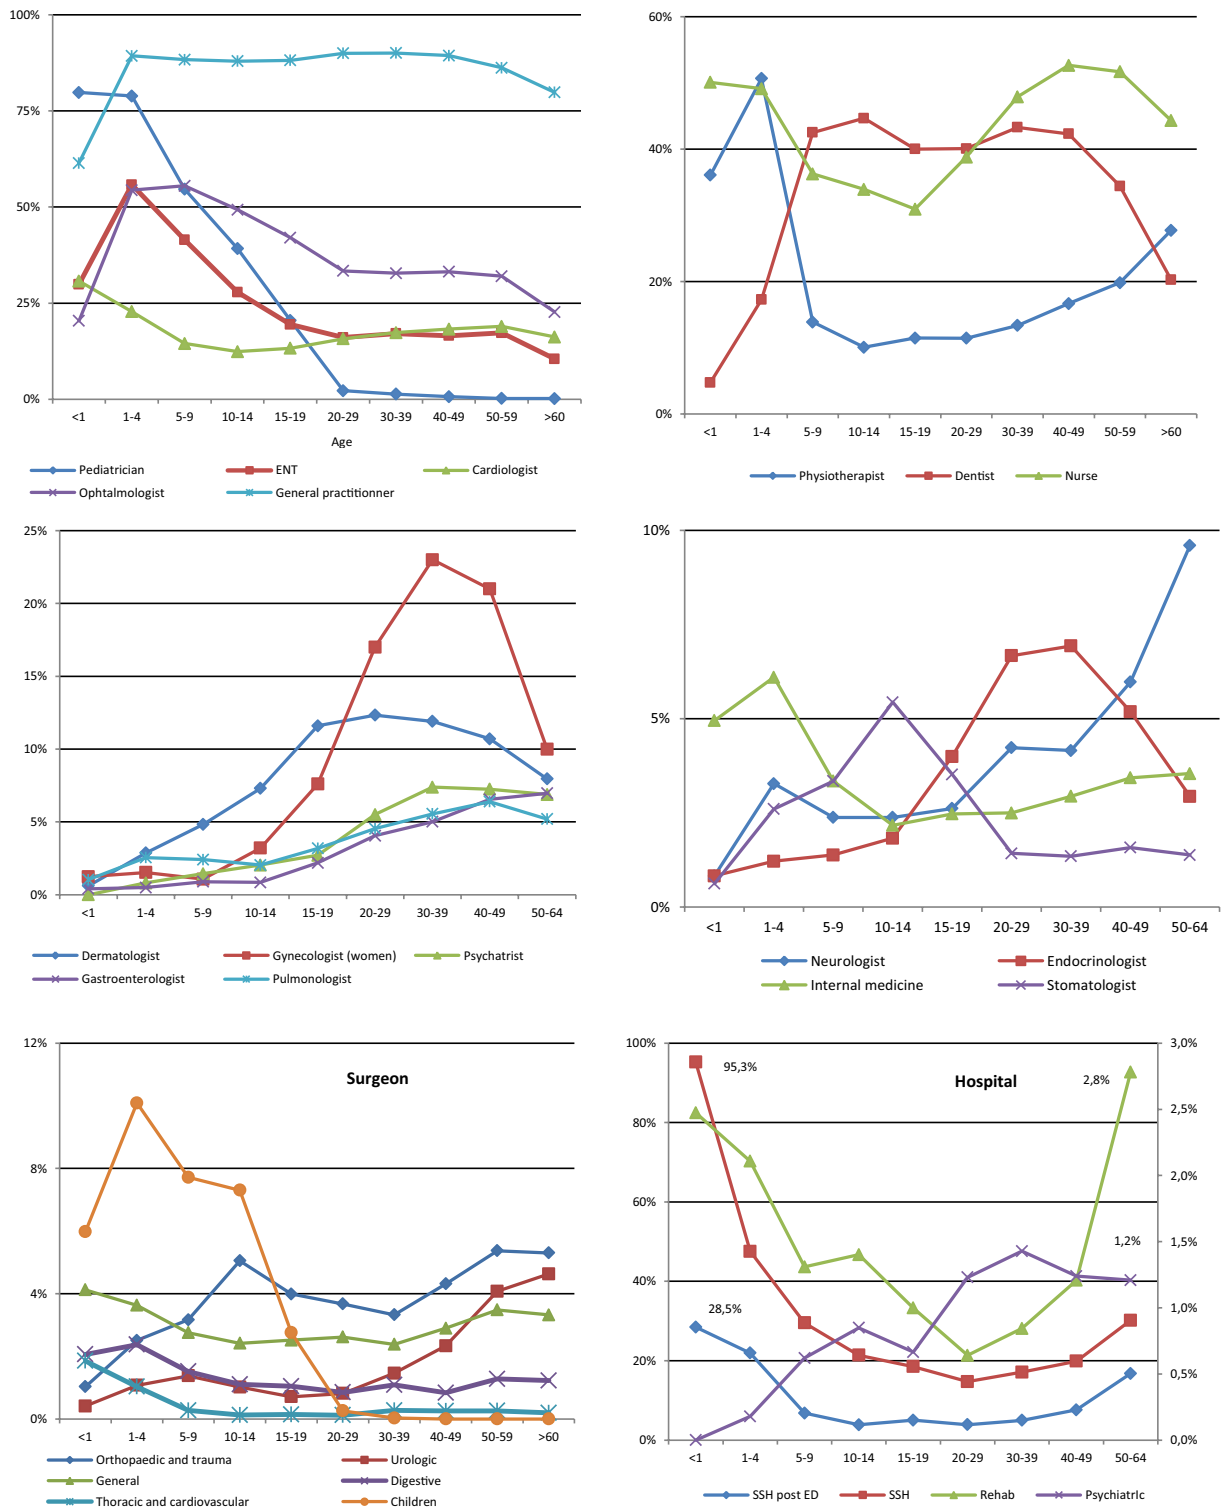 100%
75%
50%
25%
0%
<1 1-4 5-9 10-14 15-19 20-29 30-39 40-49 50-59 >60
Age
Pediatrician ENT Cardiologist
Ophtalmologist General practitionner
60%
40%
20%
0%
<1 1-4 5-9 10-14 15-19 20-29 30-39 40-49 50-59 >60
Physiotherapist Dentist Nurse
25%
20%
15%
10%
5%
0%
<1 1-4 5-9 10-14 15-19 20-29 30-39 40-49 50-64
Dermatologist Gynecologist (women) Psychatrist
Gastroenterologist Pulmonologist
10%
5%
0%
<1 1-4 5-9 10-14 15-19 20-29 30-39 40-49 50-64
Neurologist Endocrinologist
Internal medicine Stomatologist
12%
Surgeon
8%
4%
0%
<1 1-4 5-9 10-14 15-19 20-29 30-39 40-49 50-59 >60
Orthopaedic and trauma Urologic
General Digestive
Thoracic and cardiovascular Children
100% 3,0%
95,3%
Hospital 2,8%
2,5%
80%
2,0%
60%
1,5%
1,2%
40%
1,0%
28,5%
20%
0,5%
0% 0,0%
<1 1-4 5-9 10-14 15-19 20-29 30-39 40-49 50-64
SSH post ED SSH Rehab PsychiatrIc